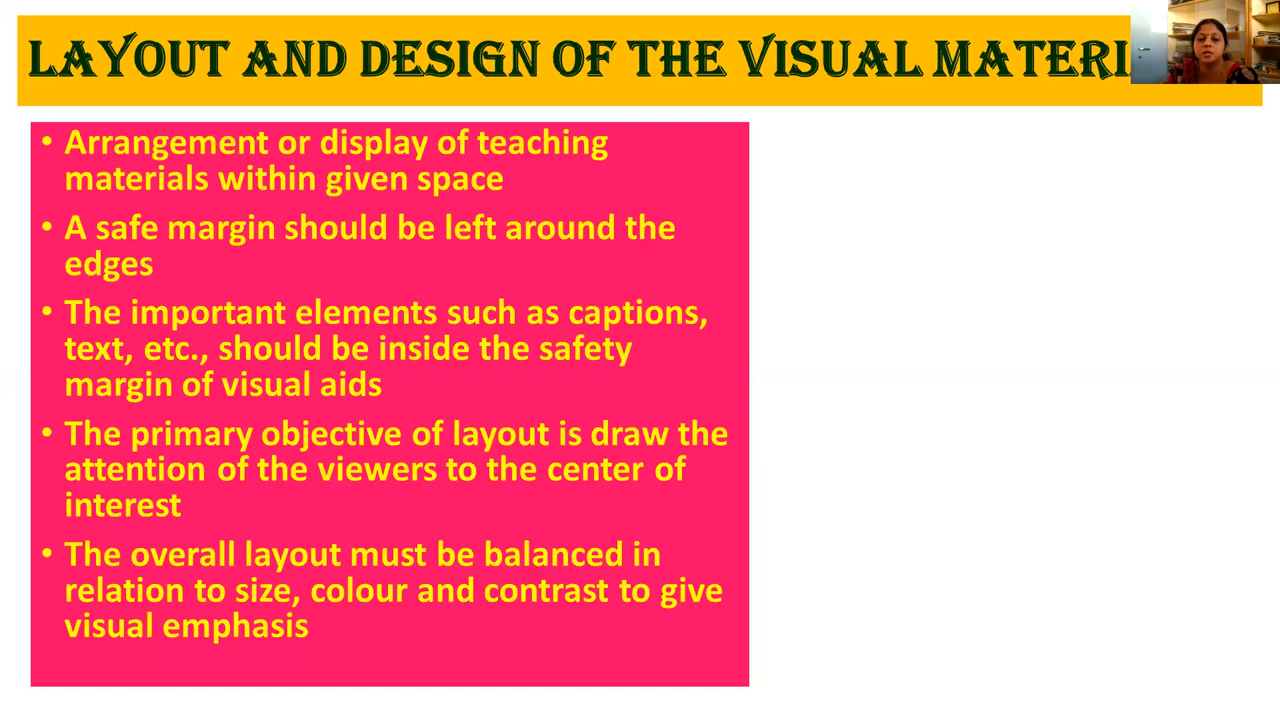 LAYOUT AND DESIGN OF THE VISUAL
• Arrangement or display of teaching
materials within given space
• A safe margin should be left around the
edges
• The important elements such as captions,
text, etc., should be inside the safety
margin of visual aids
• The primary objective of layout is draw the
attention of the viewers to the center of
interest
• The overall layout must be balanced in
relation to size, colour and contrast to give
visual emphasis